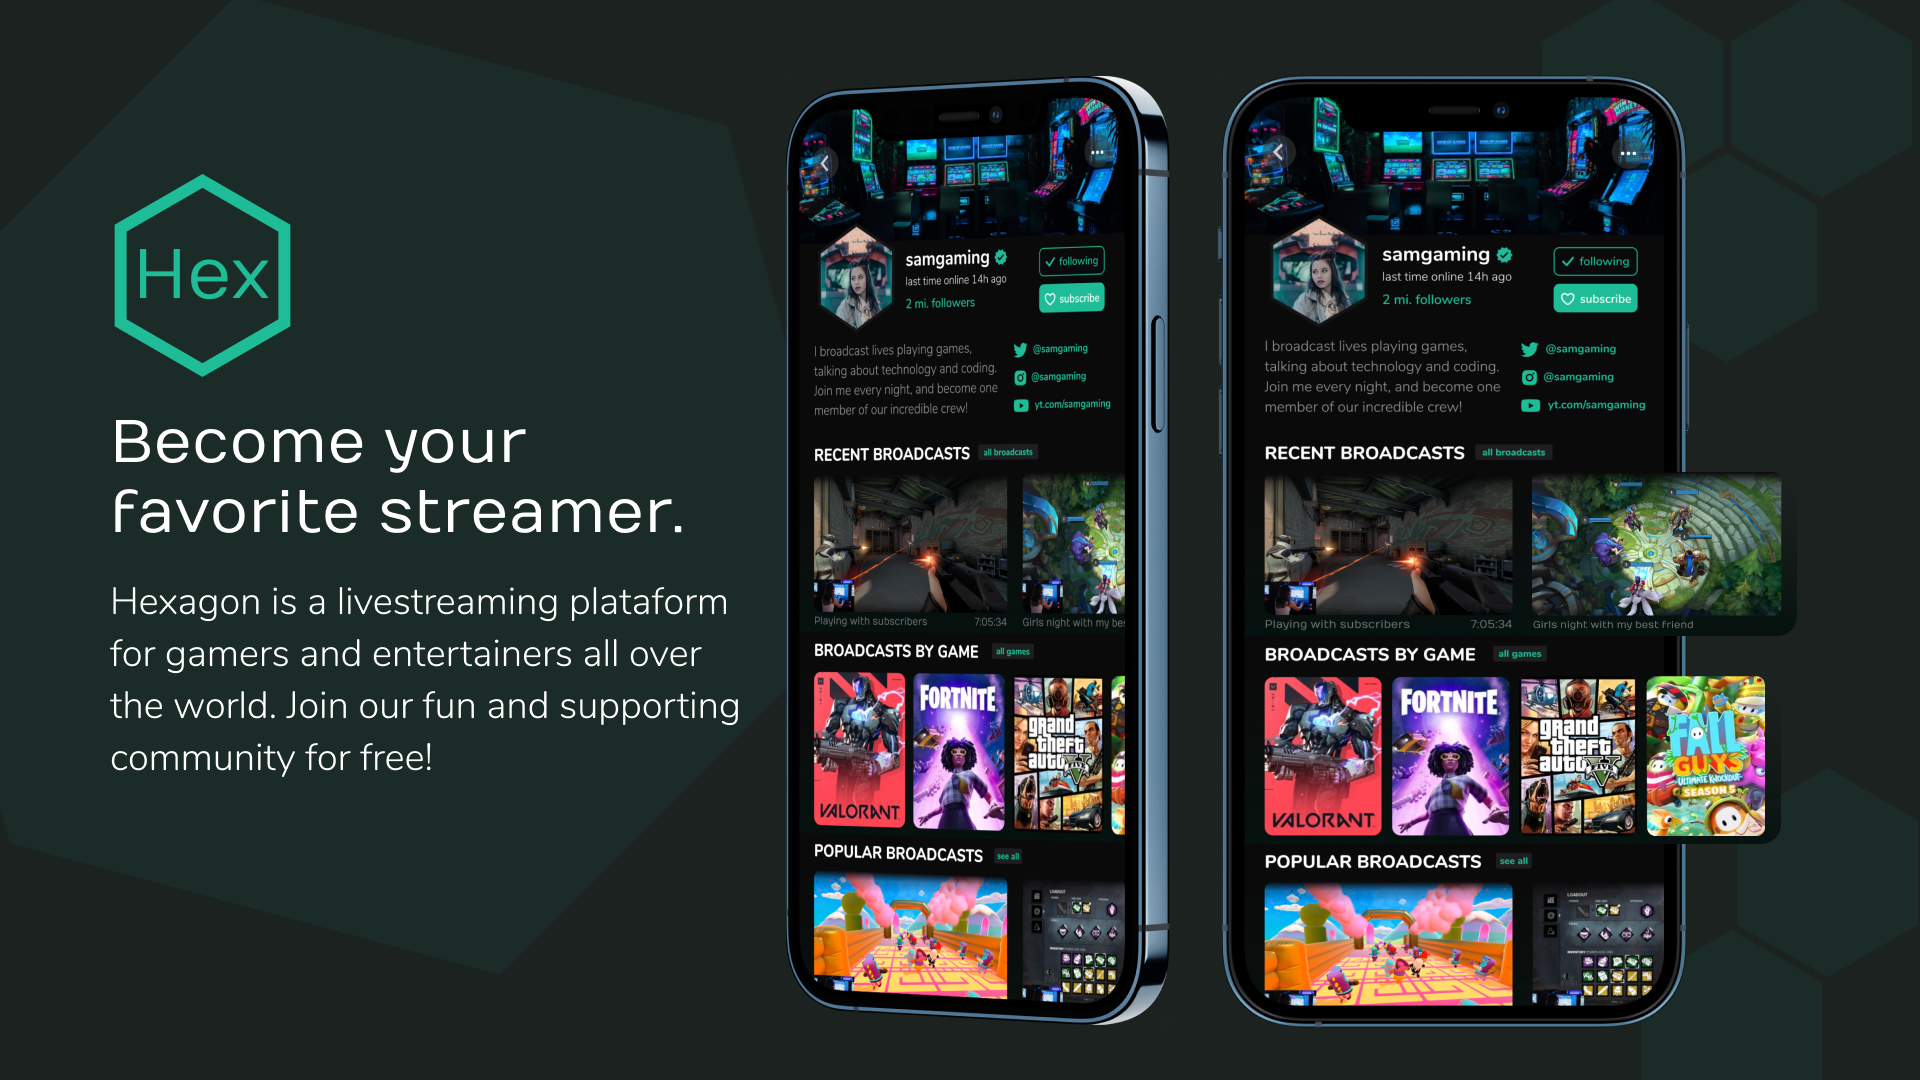 Hex
Become your
favorite streamer.
Hexagon is a livestreaming plataform
for gamers and entertainers all over
the world. Join our fun and supporting
community for free!
samgaming
last time online 14h ago
2 mi. followers
following
subscribe
I broadcast lives playing games,
talking about technology and coding.
Join me every night, and become one
member of our incredible crew!
@samgaming
@samgaming
yt.com/samgaming
RECENT BROADCASTS
all broadcasts
Playing with subscribers
7:05:34
Girls night with my bes
BROADCASTS BY GAME
all games
VALORANT
FORTNITE
grand
theft
auto
FIVE
POPULAR BROADCASTS
see all
LOADOUT
samgaming
last time online 14h ago
2 mi. followers
following
subscribe
I broadcast lives playing games,
talking about technology and coding.
Join me every night, and become one
member of our incredible crew!
@samgaming
@samgaming
yt.com/samgaming
RECENT BROADCASTS
all broadcasts
Playing with subscribers
7:05:34
Girls night with my best friend
BROADCASTS BY GAME
all games
VALORANT
FORTNITE
grand
theft
auto
FIVE
FALL
GUYS
ULTIMATE KNOCKOUT
SEASON 5
POPULAR BROADCASTS
see all
LOADOUT